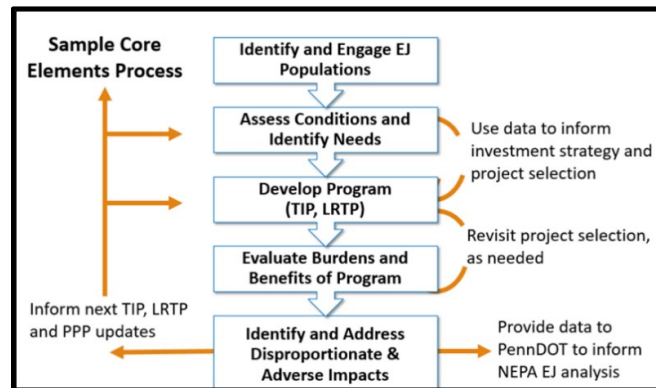 Sample Core
Elements Process
Identify and Engage EJ
Populations
Assess Conditions and
Identify Needs
Use data to inform
investment strategy and
project selection
Develop Program
(TIP, LRTP)
Revisit project selection,
as needed
Evaluate Burdens and
Benefits of Program
Inform next TIP, LRTP
and PPP updates
Identify and Address
Disproportionate &
Adverse Impacts
Provide data to
PennDOT to inform
NEPA EJ analysis